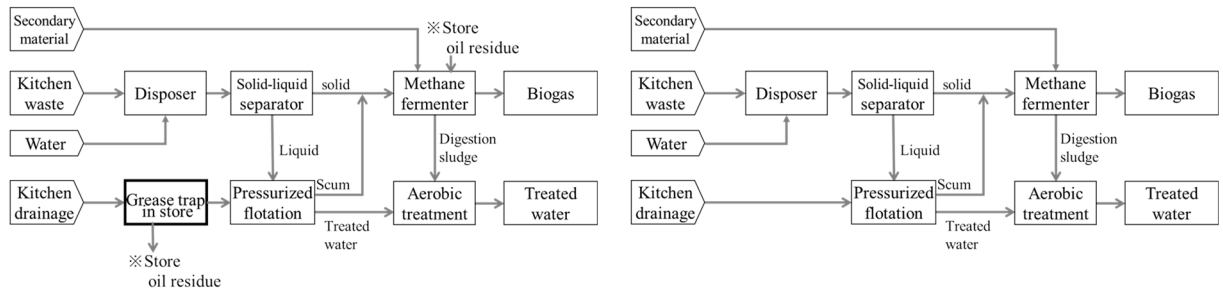 Secondary
material
※Store
oil residue
Kitchen
waste
Disposer
Solid-liquid
separator
solid
Methane
fermenter
Biogas
Water
Liquid
Digestion
sludge
Kitchen
drainage
Grease trap
in store
Pressurized
flotation
Scum
Aerobic
treatment
Treated
water
Treated
water
※Store
oil residue
Secondary
material
Kitchen
waste
Disposer
Solid-liquid
separator
solid
Methane
fermenter
Biogas
Water
Liquid
Digestion
sludge
Kitchen
drainage
Pressurized
flotation
Scum
Aerobic
treatment
Treated
water
Treated
water